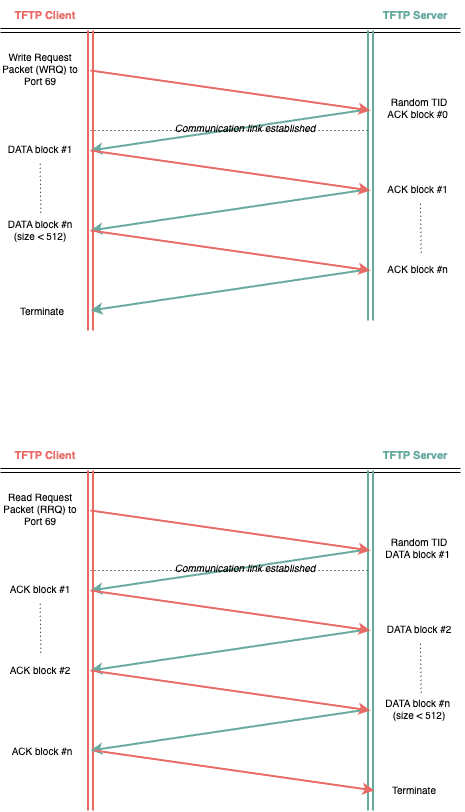 TFTP Client
TFTP Server
Write Request
Packet (WRQ) to
Port 69
Random TID
ACK block #0
Communication link established
DATA block #1
ACK block #1
DATA block #n
(size < 512)
ACK block #n
Terminate
TFTP Client
TFTP Server
Read Request
Packet (RRQ) to
Port 69
Random TID
DATA block #1
Communication link established
ACK block #1
DATA block #2
ACK block #2
DATA block #n
(size < 512)
ACK block #n
Terminate